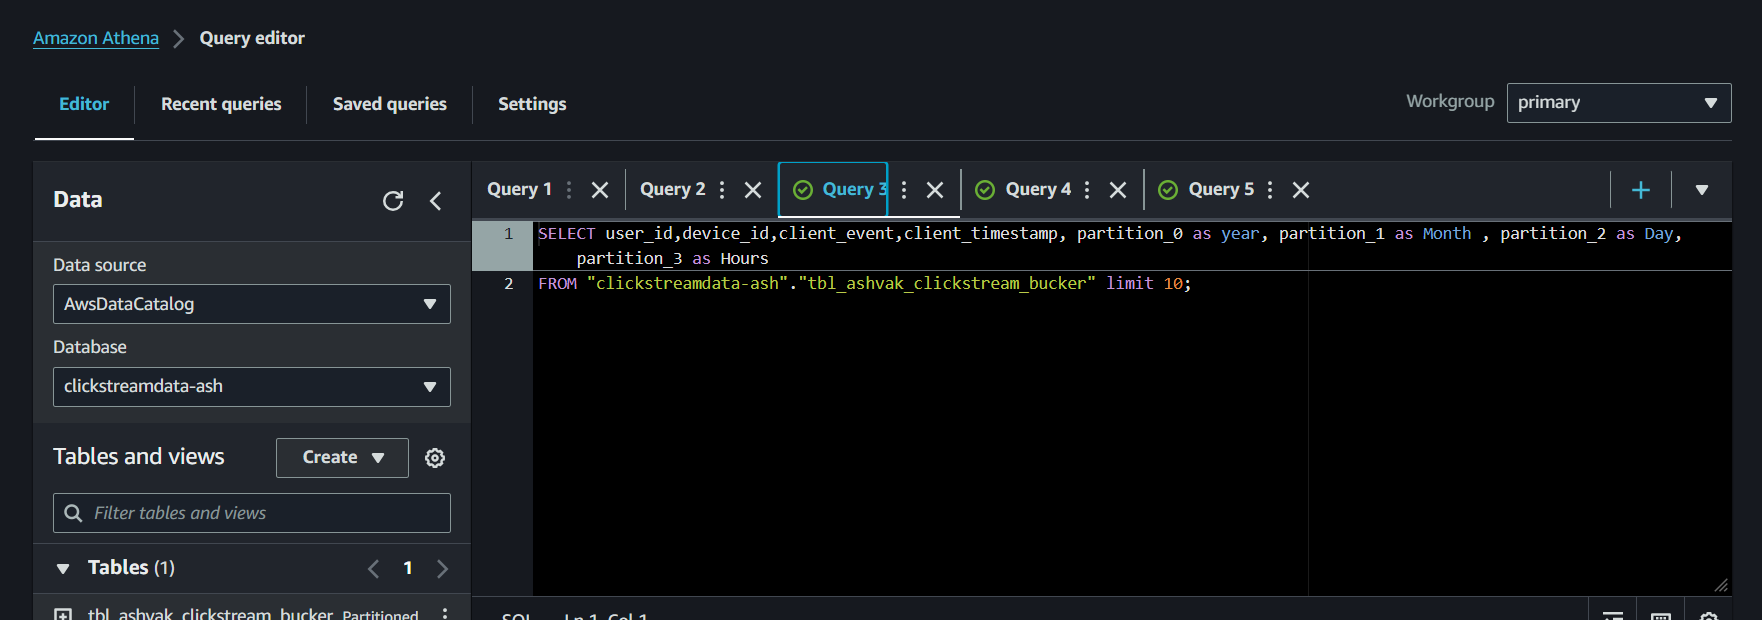 Amazon Athena > Query editor
Editor Recent queries Saved queries Settings Workgroup primary
Data
Data source
AwsDataCatalog
Database
clickstreamdata-ash
Tables and views Create
Filter tables and views
Tables (1) < 1 >
tbl_ashvak_clickstream_bucker Partitioned
Query 1 Query 2 Query 3 Query 4 Query 5
1 SELECT user_id,device_id,client_event,client_timestamp, partition_0 as year, partition_1 as Month , partition_2 as Day,
partition_3 as Hours
2 FROM "clickstreamdata-ash"."tbl_ashvak_clickstream_bucker" limit 10;
SQL Ln 1, Col 1